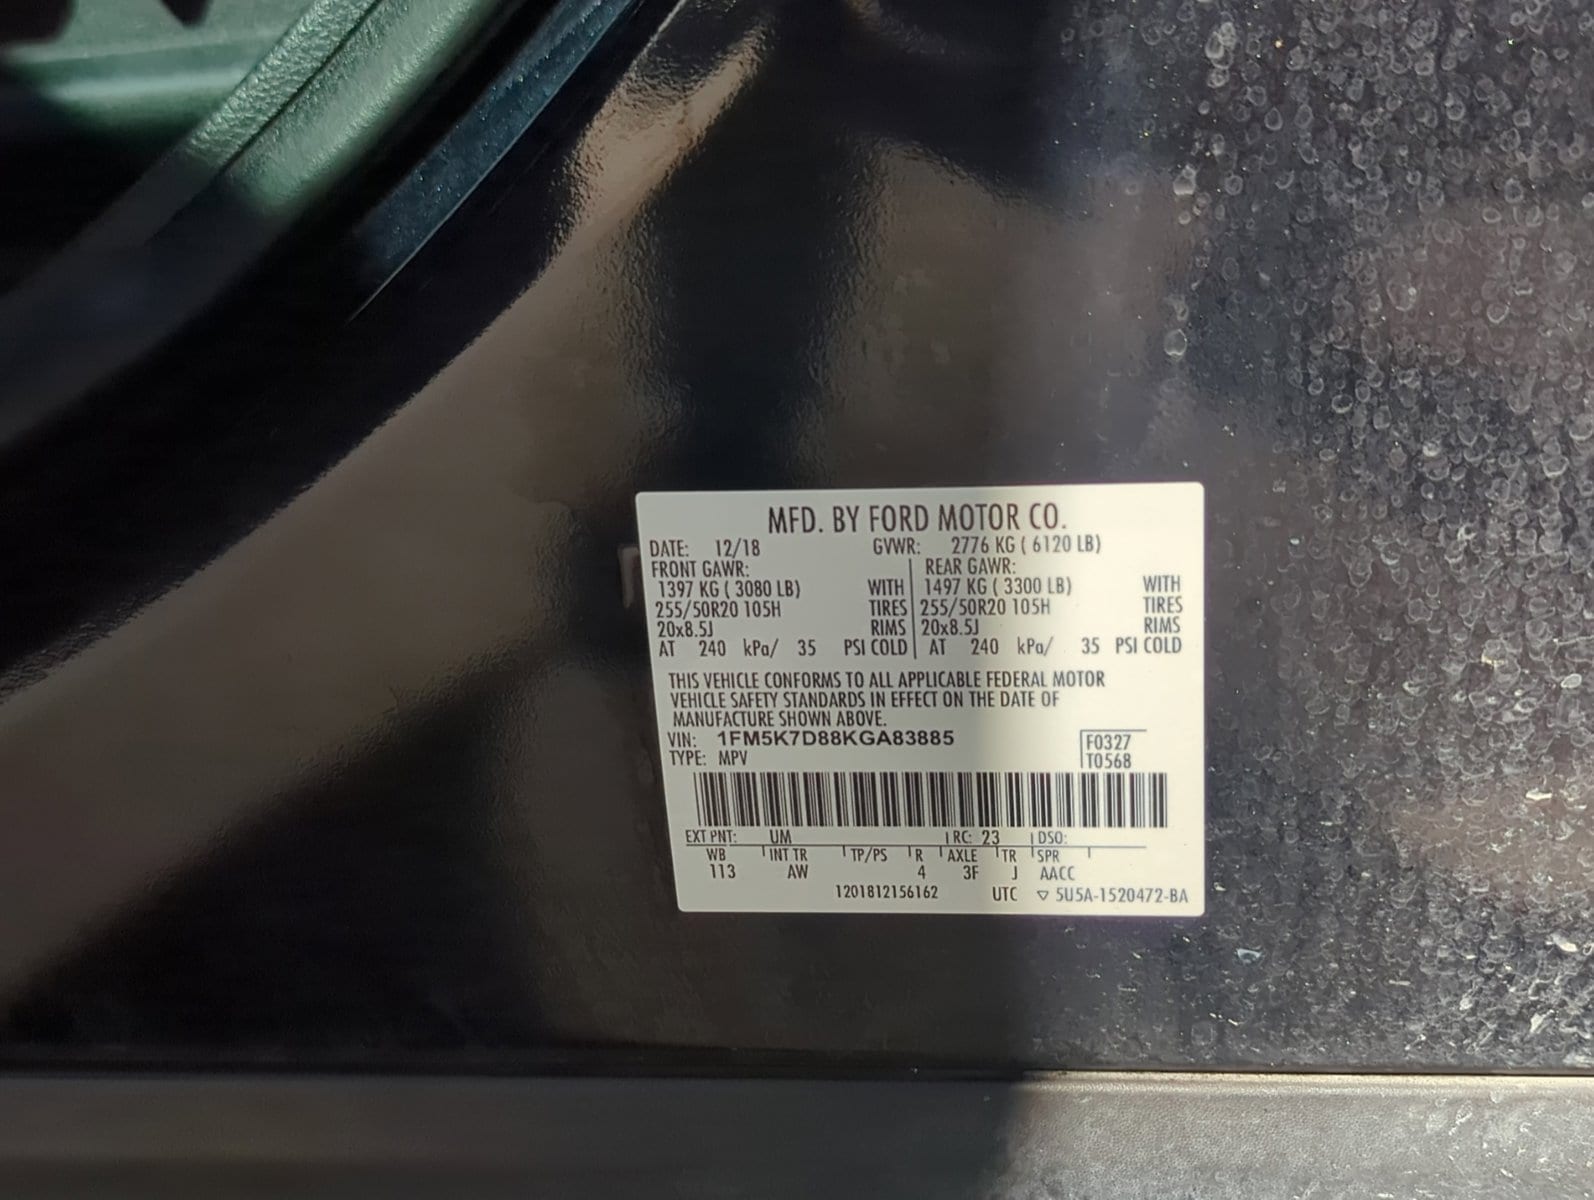 MFD. BY FORD MOTOR CO.
DATE: 12/18 GVWR: 2776 KG ( 6120 LB)
FRONT GAWR: REAR GAWR:
1397 KG ( 3080 LB) WITH 1497 KG ( 3300 LB) WITH
255/50R20 105H TIRES 255/50R20 105H TIRES
20x8.5J RIMS 20x8.5J RIMS
AT 240 kPa/ 35 PSI COLD AT 240 kPa/ 35 PSI COLD
THIS VEHICLE CONFORMS TO ALL APPLICABLE FEDERAL MOTOR
VEHICLE SAFETY STANDARDS IN EFFECT ON THE DATE OF
MANUFACTURE SHOWN ABOVE.
VIN: 1FM5K7D88KGA83885 F0327
TYPE: MPV T0568
EXT PNT: UM RC: 23 DSO:
WB INT TR TP/PS R AXLE TR SPR
113 AW 4 3F J AACC
1201812156162 UTC ▽ 5U5A-1520472-BA